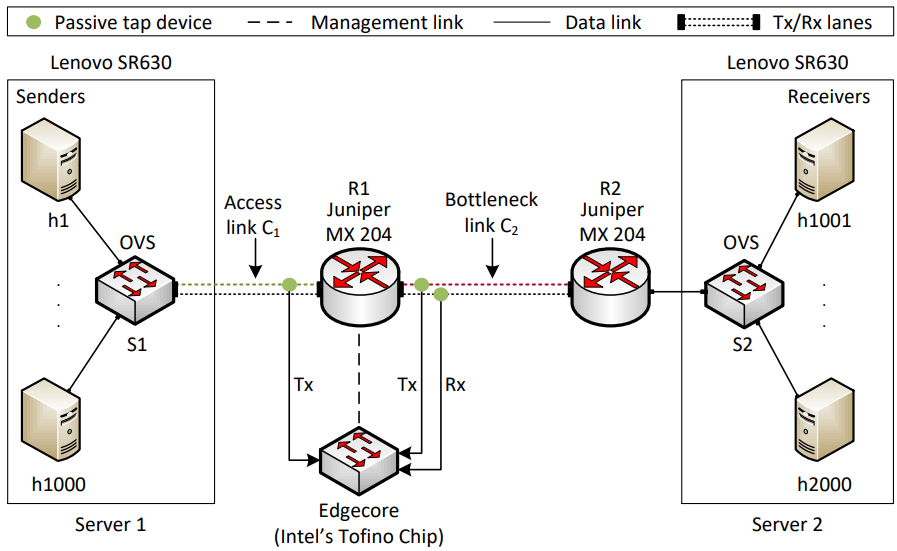 Passive tap device
Management link
Data link
Tx/Rx lanes
Lenovo SR630
Lenovo SR630
Senders
Receivers
h1
h1001
Access
link C₁
R1
Juniper
MX 204
Bottleneck
link C₂
R2
Juniper
MX 204
OVS
OVS
S1
S2
Tx
Tx
Rx
h1000
h2000
Edgecore
(Intel's Tofino Chip)
Server 1
Server 2